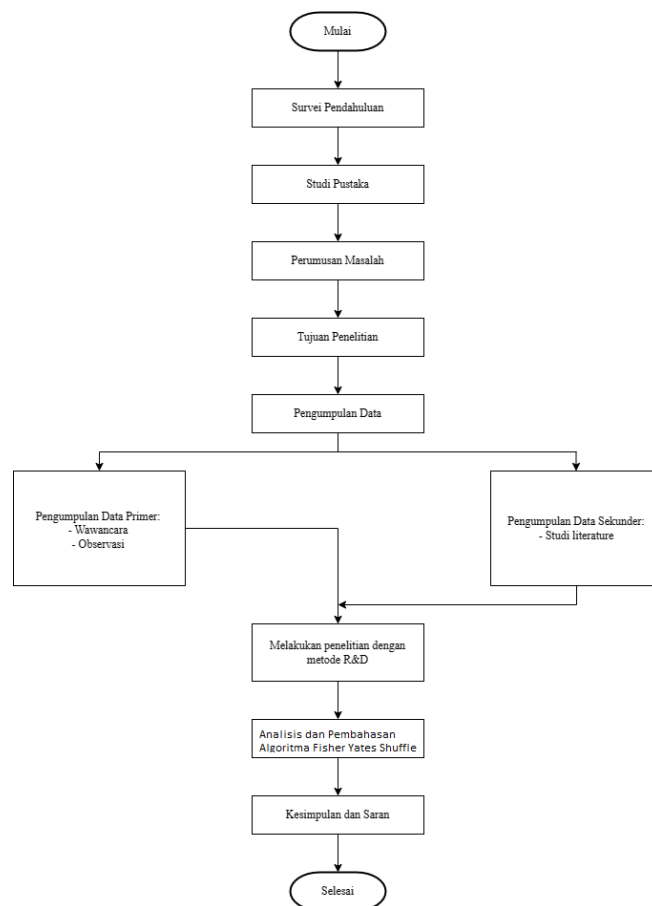 Mulai
Survei Pendahuluan
Studi Pustaka
Perumusan Masalah
Tujuan Penelitian
Pengumpulan Data
Pengumpulan Data Primer:
- Wawancara
- Observasi
Pengumpulan Data Sekunder:
- Studi literature
Melakukan penelitian dengan
metode R&D
Analisis dan Pembahasan
Algoritma Fisher Yates Shuffle
Kesimpulan dan Saran
Selesai